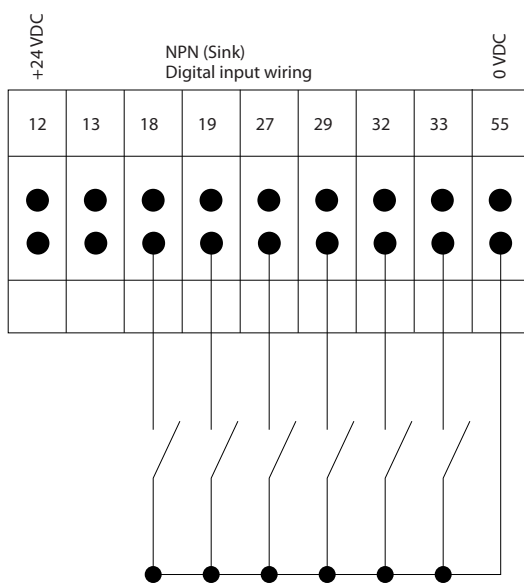 +24 VDC
NPN (Sink)
Digital input wiring
0 VDC
12 13 18 19 27 29 32 33 55